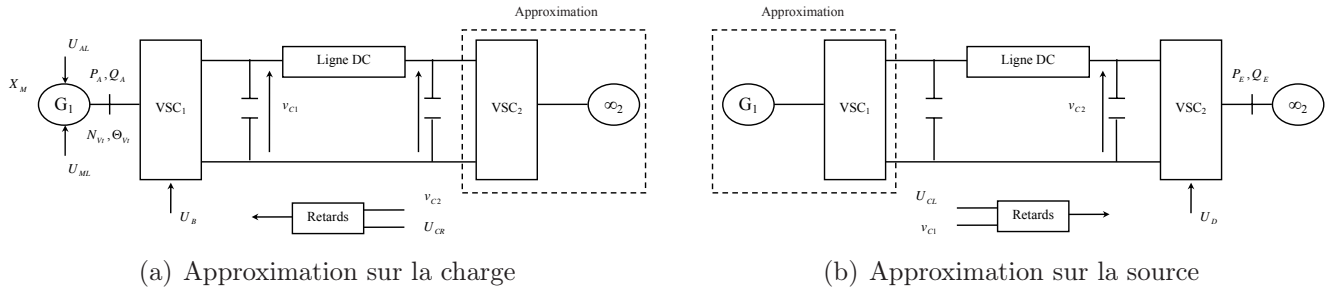 Approximation
U_AL
P_A , Q_A
X_M
G_1
VSC_1
N_Vt , Θ_Vt
U_ML
U_B
v_C1
Ligne DC
VSC_2
∞_2
v_C2
Retards
U_CR
(a) Approximation sur la charge
Approximation
G_1
VSC_1
Ligne DC
v_C2
VSC_2
P_E , Q_E
∞_2
U_CL
Retards
v_C1
U_D
(b) Approximation sur la source